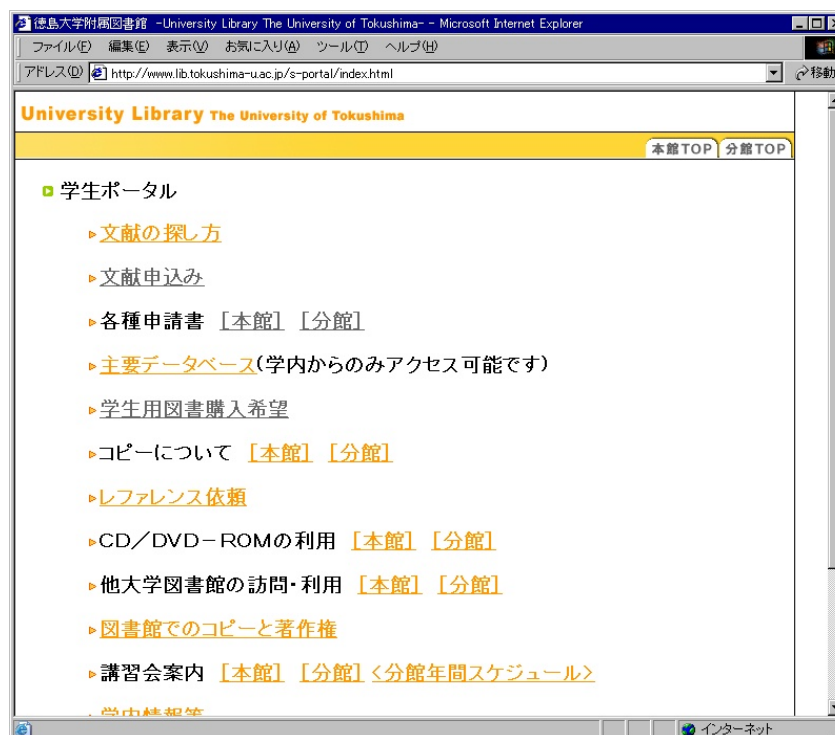 徳島大学附属図書館 -University Library The University of Tokushima- - Microsoft Internet Explorer
ファイル(F) 編集(E) 表示(V) お気に入り(A) ツール(T) ヘルプ(H)
アドレス(D) http://www.lib.tokushima-u.ac.jp/s-portal/index.html 移動
University Library The University of Tokushima
本館TOP 分館TOP
学生ポータル
文献の探し方
文献申込み
各種申請書 [本館] [分館]
主要データベース(学内からのみアクセス可能です)
学生用図書購入希望
コピーについて [本館] [分館]
レファレンス依頼
CD/DVD-ROMの利用 [本館] [分館]
他大学図書館の訪問・利用 [本館] [分館]
図書館でのコピーと著作権
講習会案内 [本館] [分館] <分館年間スケジュール>
学内情報等
インターネット